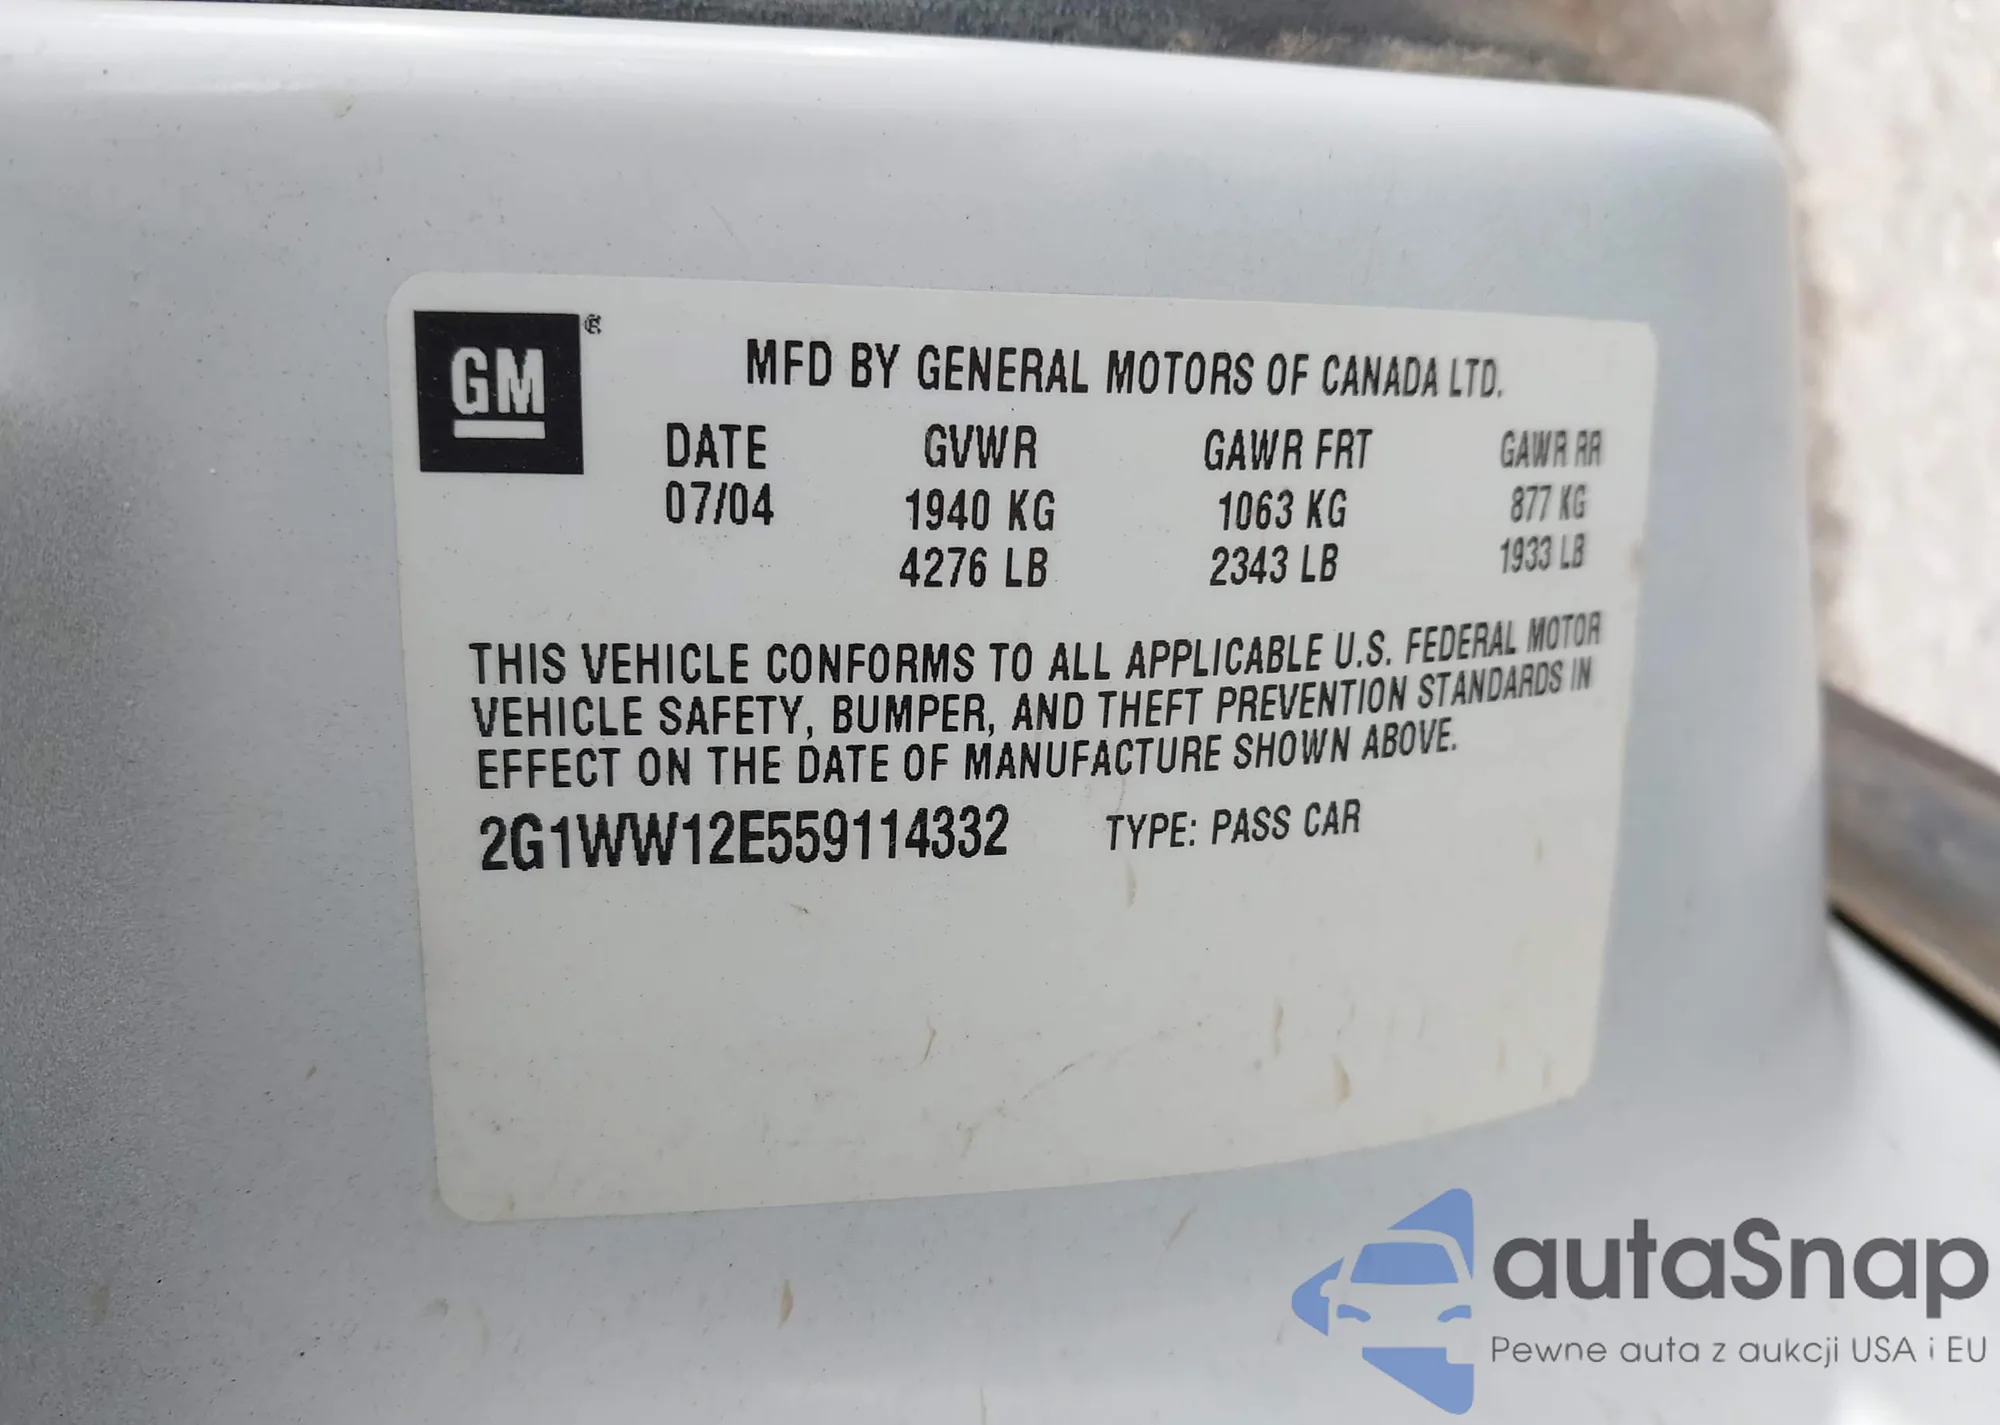 GM®
MFD BY GENERAL MOTORS OF CANADA LTD.
DATE GVWR GAWR FRT GAWR RR
07/04 1940 KG 1063 KG 877 KG
4276 LB 2343 LB 1933 LB
THIS VEHICLE CONFORMS TO ALL APPLICABLE U.S. FEDERAL MOTOR
VEHICLE SAFETY, BUMPER, AND THEFT PREVENTION STANDARDS IN
EFFECT ON THE DATE OF MANUFACTURE SHOWN ABOVE.
2G1WW12E559114332 TYPE: PASS CAR
autaSnap
Pewne auta z aukcji USA i EU